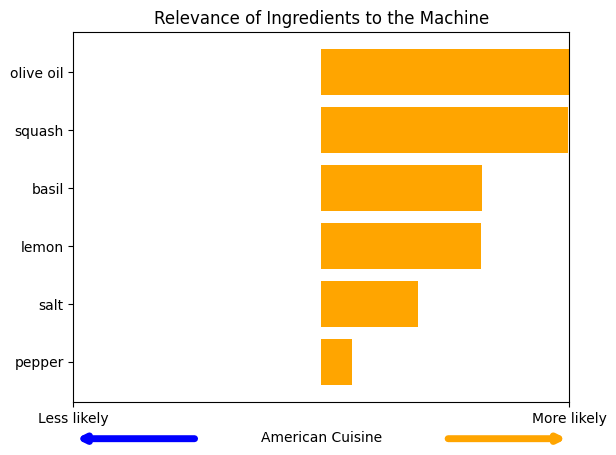 Relevance of Ingredients to the Machine
olive oil
squash
basil
lemon
salt
pepper
Less likely
More likely
American Cuisine